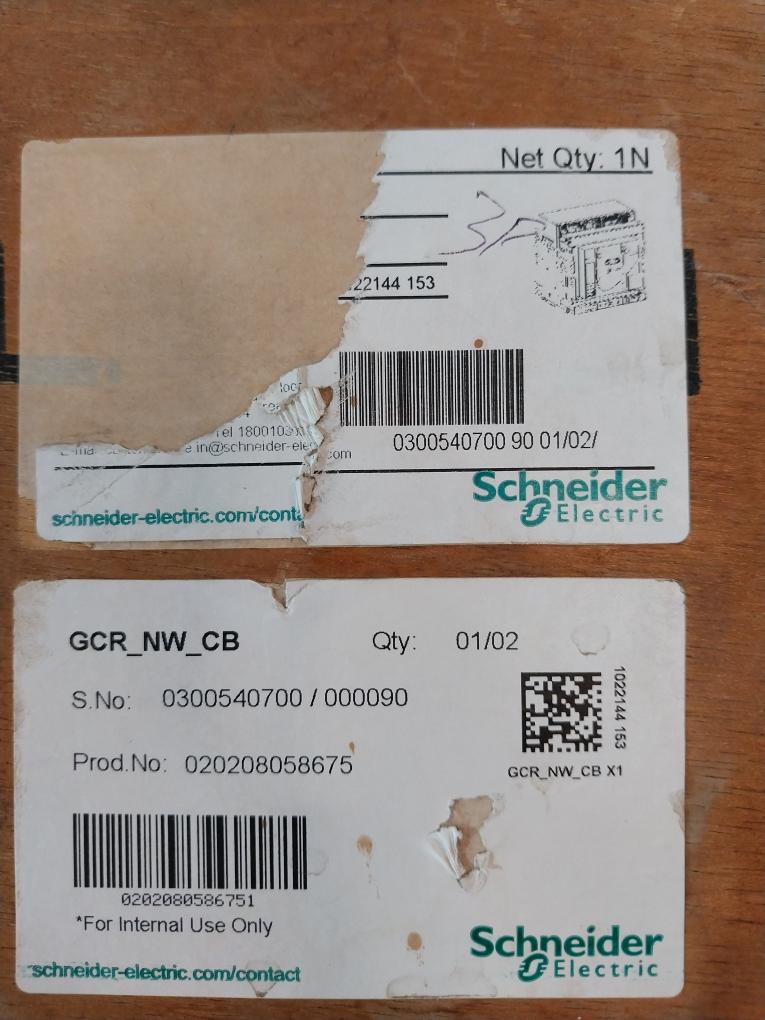 Net Qty: 1N
22144 153
Tel 180010
in@schneider-ele
com
0300540700 90 01/02/
Schneider
Electric
schneider-electric.com/conta
GCR_NW_CB Qty: 01/02
S.No: 0300540700 / 000090
1022144 153
Prod.No: 020208058675
GCR_NW_CB X1
0202080586751
*For Internal Use Only
Schneider
Electric
schneider-electric.com/contact